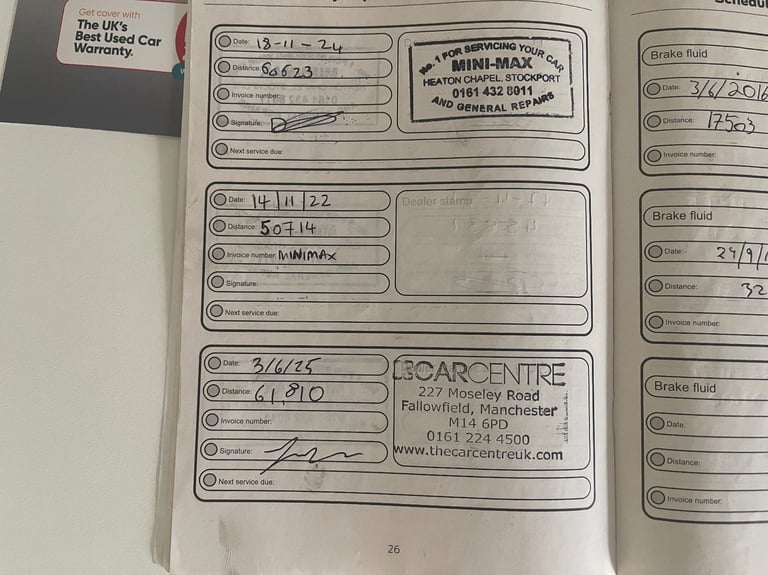 Get cover with
The UK's
Best Used Car
Warranty.
Date: 18-11-24
Distance: 60623
Invoice number:
Signature:
Next service due:
No.1 FOR SERVICING YOUR CAR
MINI-MAX
HEATON CHAPEL, STOCKPORT
0161 432 8011
AND GENERAL REPAIRS
Date: 14/11/22
Distance: 50714
Invoice number: MINIMAX
Signature:
Next service due:
Dealer stamp
Date: 3/6/25
Distance: 61,810
Invoice number:
Signature:
Next service due:
CARCENTRE
227 Moseley Road
Fallowfield, Manchester
M14 6PD
0161 224 4500
www.thecarcentreuk.com
26
Brake fluid
Date: 3/6/2016
Distance: 17503
Invoice number:
Brake fluid
Date: 29/9/1
Distance: 32
Invoice number:
Brake fluid
Date:
Distance:
Invoice number: